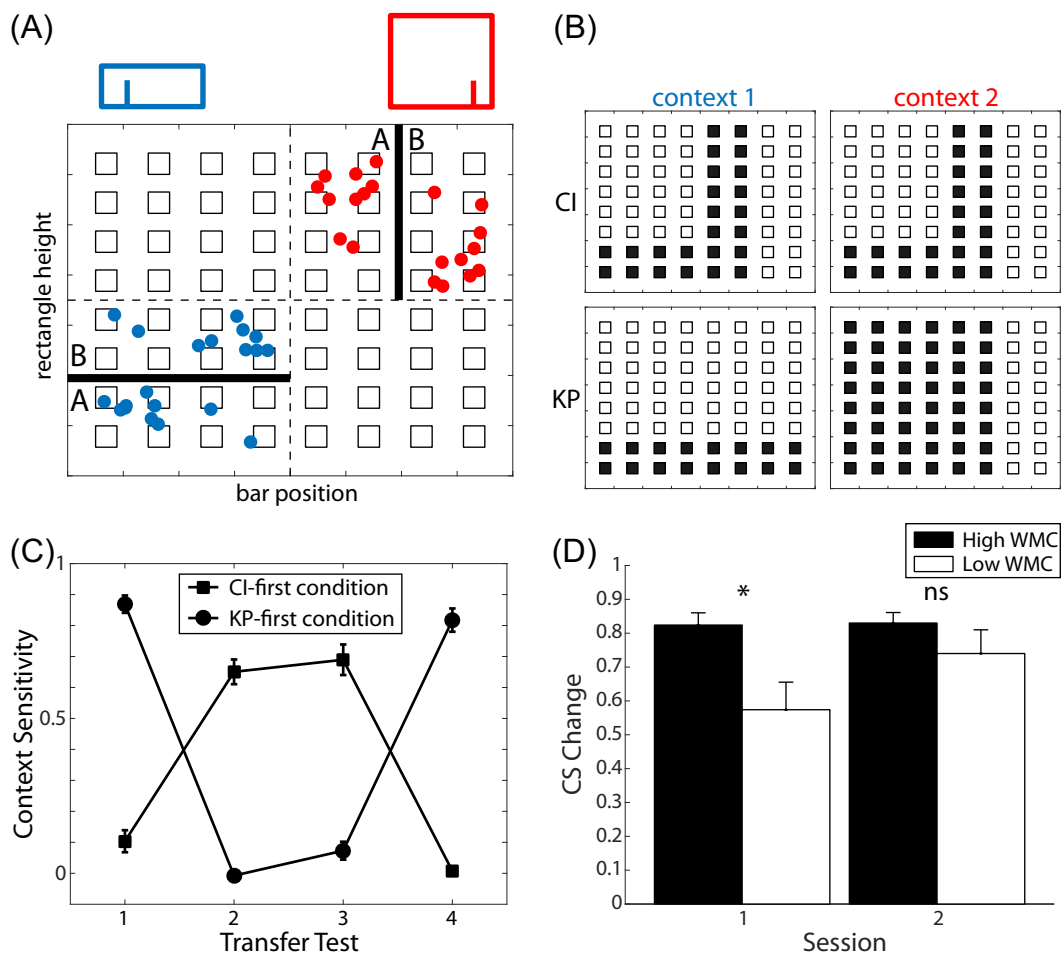 (A)
A B
rectangle height
B
A
bar position
(B)
context 1 context 2
CI
KP
(C)
1
0.5
0
Context Sensitivity
CI-first condition
KP-first condition
1 2 3 4
Transfer Test
(D)
High WMC
Low WMC
1
0.9
0.8
0.7
0.6
0.5
0.4
0.3
0.2
0.1
0
CS Change
* ns
1 2
Session